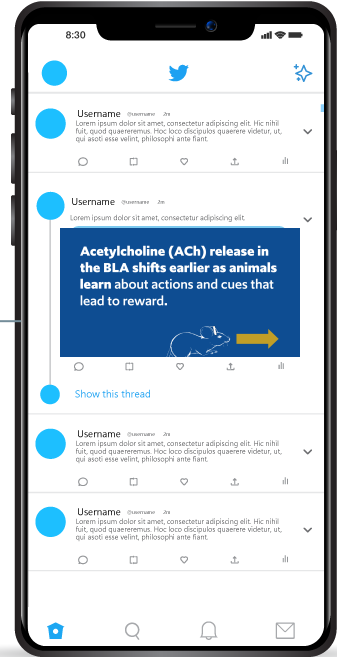 8:30
Username @username 2m
Lorem ipsum dolor sit amet, consectetur adipiscing elit. Hic nihil
fuit, quod quaereremus. Hoc loco discipulos quaerere videtur, ut,
qui asoti esse velint, philosophi ante fiant.
Username @username 2m
Lorem ipsum dolor sit amet, consectetur adipiscing elit.
Acetylcholine (ACh) release in
the BLA shifts earlier as animals
learn about actions and cues that
lead to reward.
Show this thread
Username @username 2m
Lorem ipsum dolor sit amet, consectetur adipiscing elit. Hic nihil
fuit, quod quaereremus. Hoc loco discipulos quaerere videtur, ut,
qui asoti esse velint, philosophi ante fiant.
Username @username 2m
Lorem ipsum dolor sit amet, consectetur adipiscing elit. Hic nihil
fuit, quod quaereremus. Hoc loco discipulos quaerere videtur, ut,
qui asoti esse velint, philosophi ante fiant.